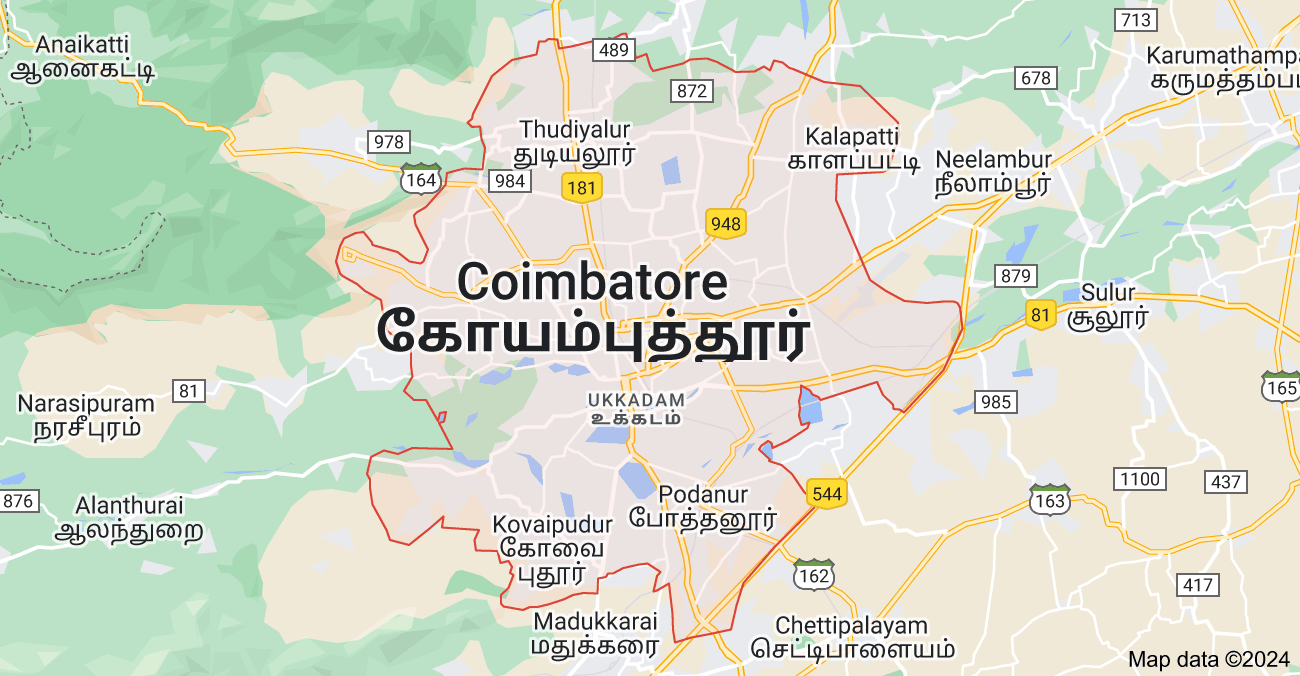 713
Anaikatti
ஆனைகட்டி
489
Karumathampa
கருமத்தம்ப
678
872
978
Thudiyalur
துடியலூர்
Kalapatti
காளப்பட்டி
Neelambur
நீலாம்பூர்
164
984
181
948
879
Coimbatore
கோயம்புத்தூர்
Sulur
சூலூர்
81
81
165
Narasipuram
நரசீபுரம்
UKKADAM
உக்கடம்
985
876
Alanthurai
ஆலந்துறை
Podanur
போத்தனூர்
544
1100
437
163
Kovaipudur
கோவை
புதூர்
162
417
Madukkarai
மதுக்கரை
Chettipalayam
செட்டிபாளையம்
Map data ©2024